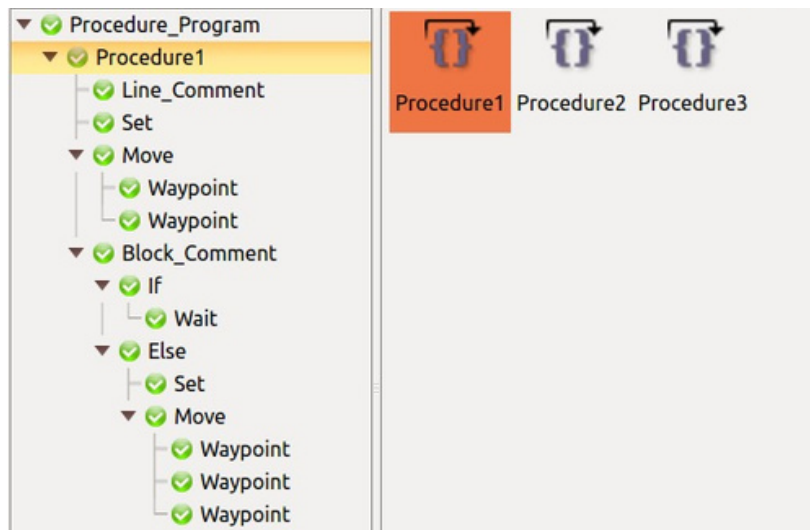 Procedure_Program
Procedure1
Line_Comment
Set
Move
Waypoint
Waypoint
Block_Comment
If
Wait
Else
Set
Move
Waypoint
Waypoint
Waypoint
Procedure1 Procedure2 Procedure3